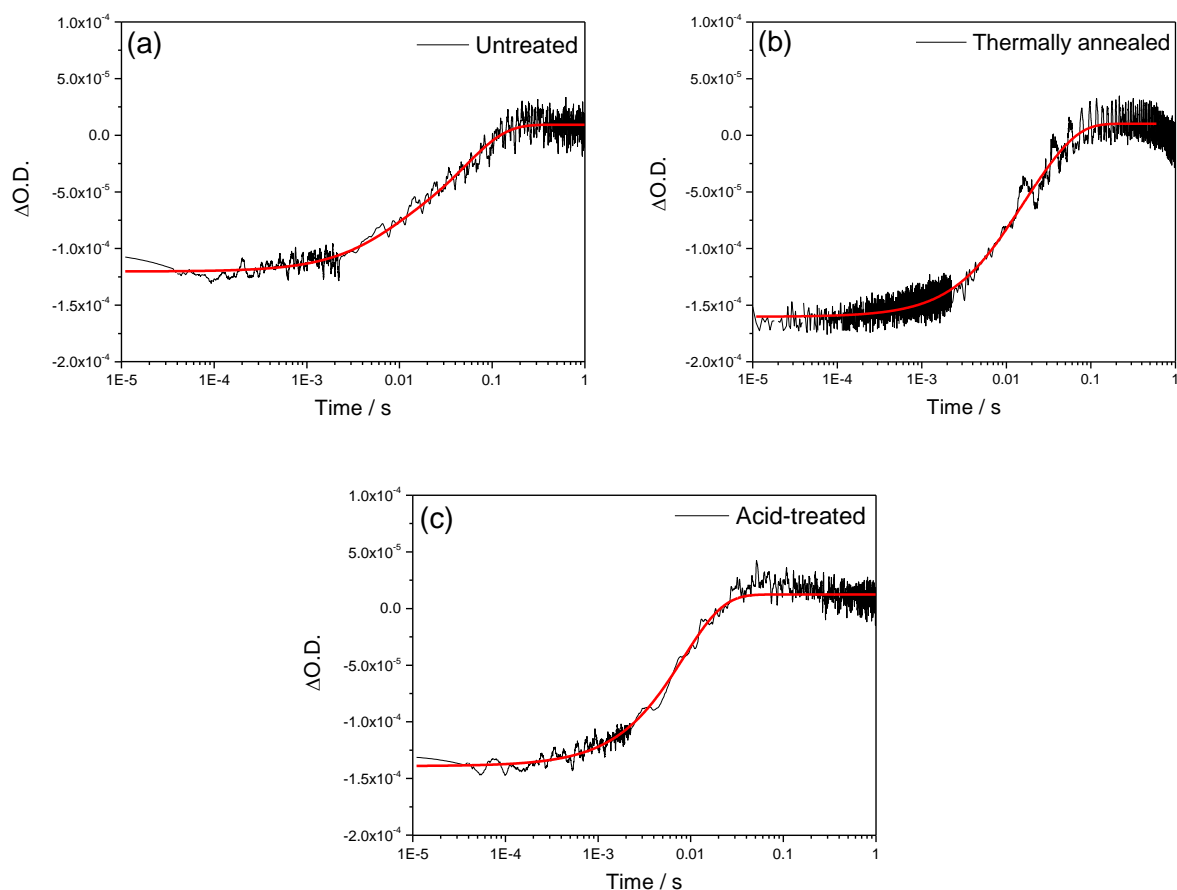 (a) Untreated
1.0x10⁻⁴
5.0x10⁻⁵
0.0
-5.0x10⁻⁵
-1.0x10⁻⁴
-1.5x10⁻⁴
-2.0x10⁻⁴
ΔO.D.
1E-5 1E-4 1E-3 0.01 0.1 1
Time / s
(b) Thermally annealed
1.0x10⁻⁴
5.0x10⁻⁵
0.0
-5.0x10⁻⁵
-1.0x10⁻⁴
-1.5x10⁻⁴
-2.0x10⁻⁴
ΔO.D.
1E-5 1E-4 1E-3 0.01 0.1 1
Time / s
(c) Acid-treated
1.0x10⁻⁴
5.0x10⁻⁵
0.0
-5.0x10⁻⁵
-1.0x10⁻⁴
-1.5x10⁻⁴
-2.0x10⁻⁴
ΔO.D.
1E-5 1E-4 1E-3 0.01 0.1 1
Time / s